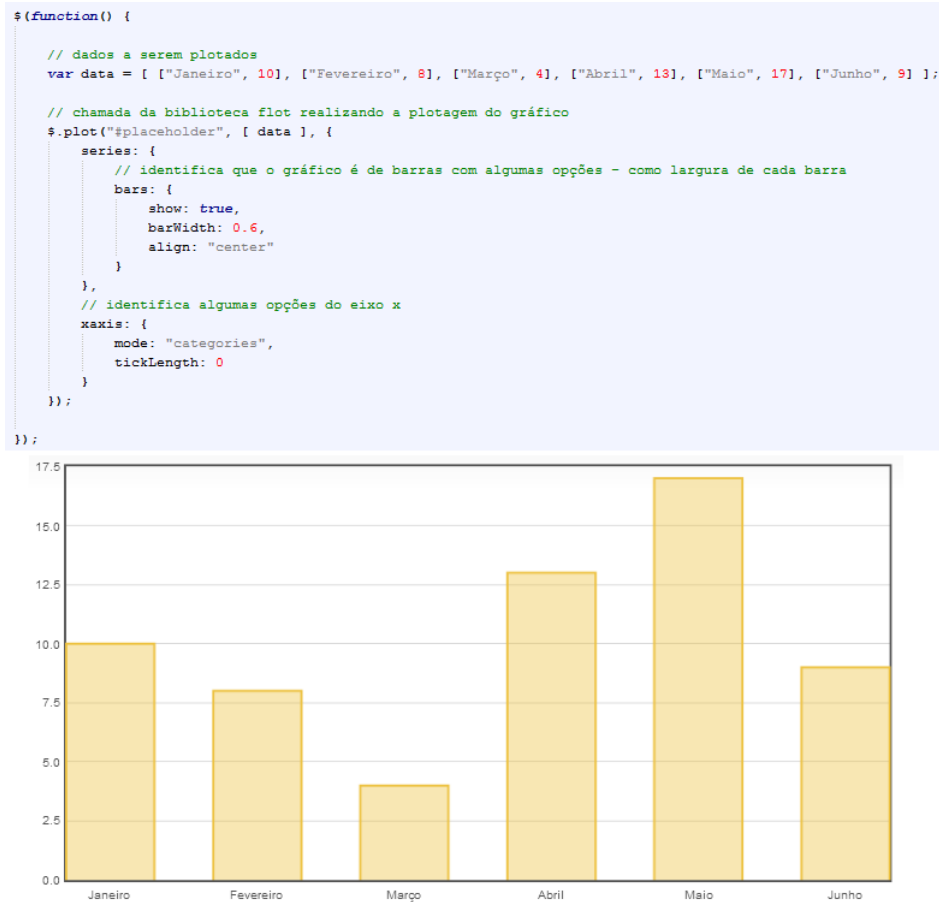 $(function() {
// dados a serem plotados
var data = [ ["Janeiro", 10], ["Fevereiro", 8], ["Março", 4], ["Abril", 13], ["Maio", 17], ["Junho", 9] ];
// chamada da biblioteca flot realizando a plotagem do gráfico
$.plot("#placeholder", [ data ], {
series: {
// identifica que o gráfico é de barras com algumas opções - como largura de cada barra
bars: {
show: true,
barWidth: 0.6,
align: "center"
}
},
// identifica algumas opções do eixo x
xaxis: {
mode: "categories",
tickLength: 0
}
});
});
17.5
15.0
12.5
10.0
7.5
5.0
2.5
0.0
Janeiro Fevereiro Março Abril Maio Junho